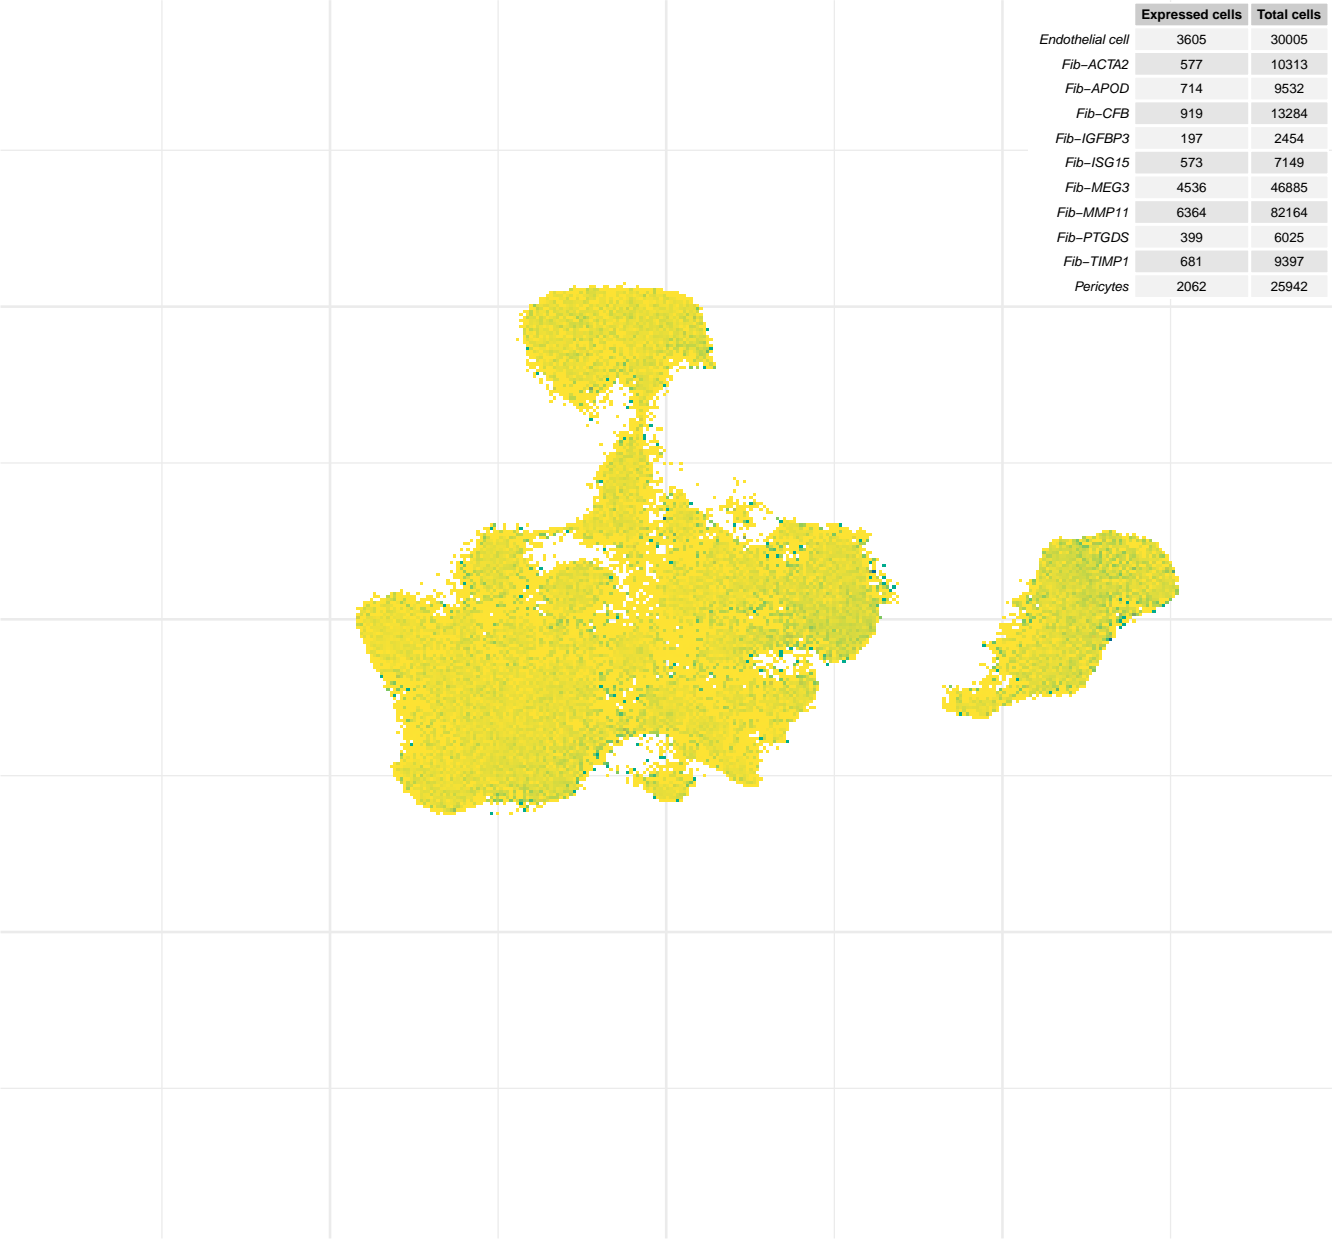 Expressed cells Total cells
Endothelial cell 3605 30005
Fib−ACTA2 577 10313
Fib−APOD 714 9532
Fib−CFB 919 13284
Fib−IGFBP3 197 2454
Fib−ISG15 573 7149
Fib−MEG3 4536 46885
Fib−MMP11 6364 82164
Fib−PTGDS 399 6025
Fib−TIMP1 681 9397
Pericytes 2062 25942